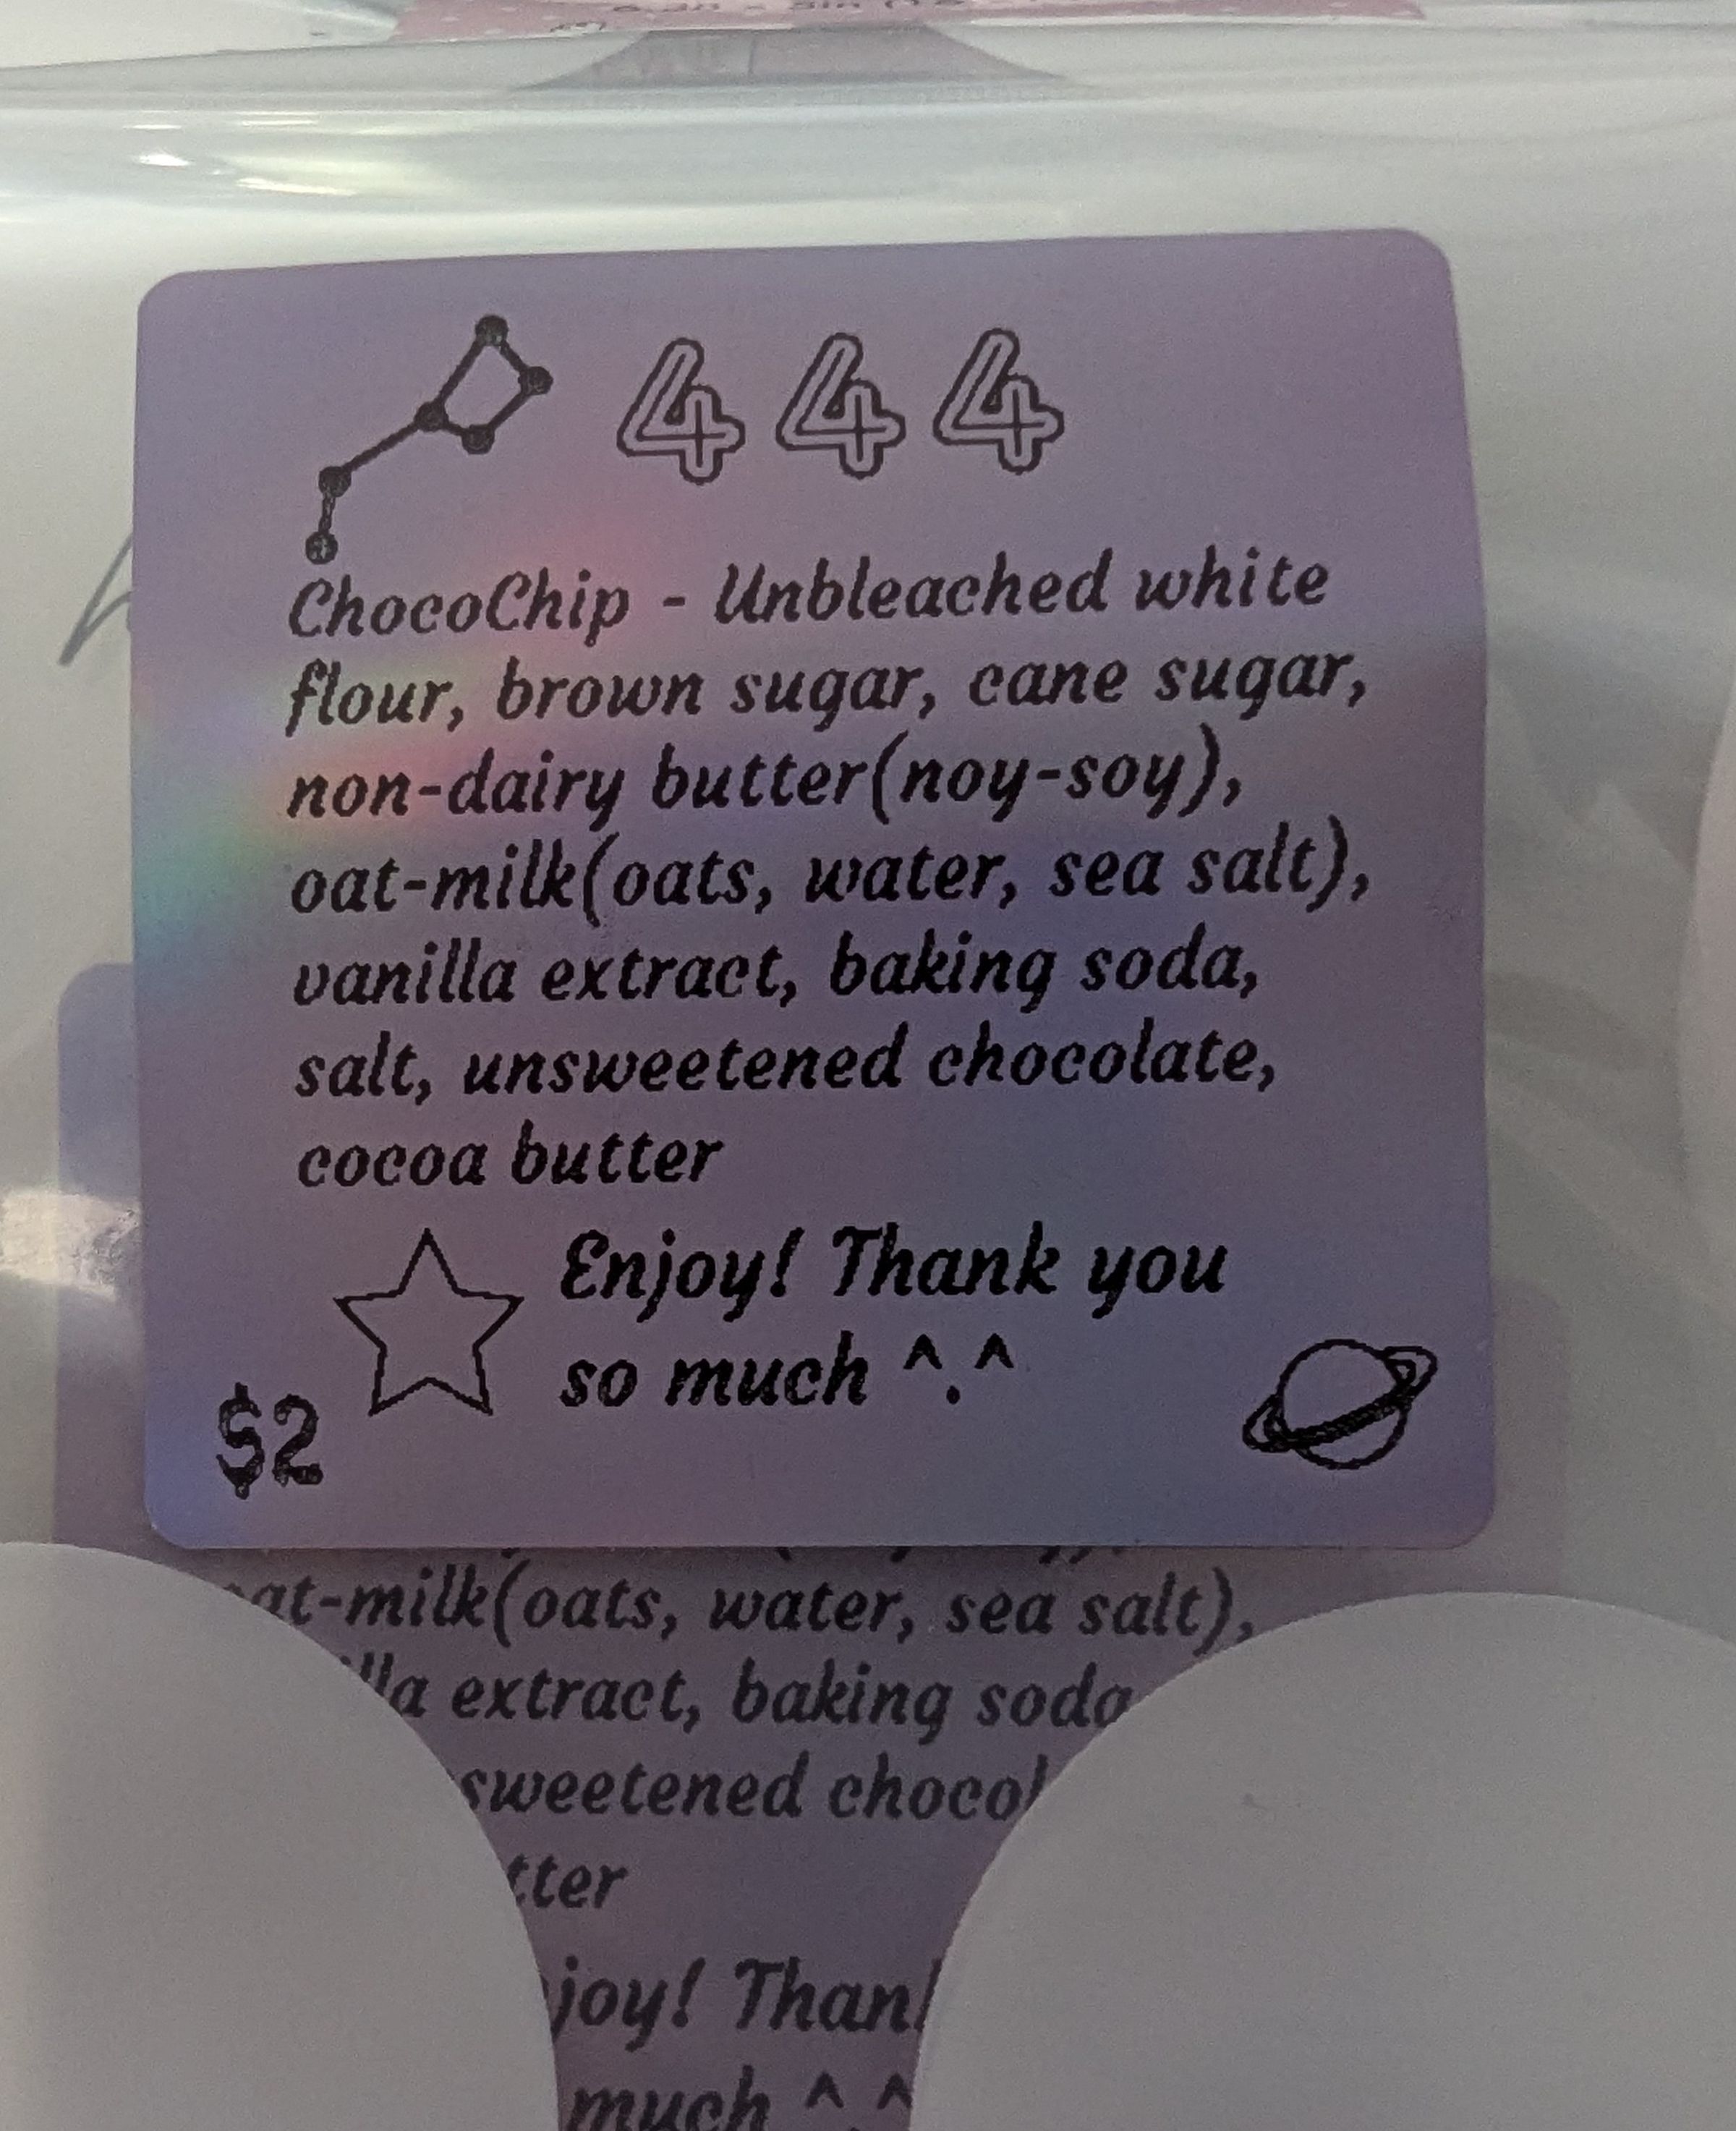 444
ChocoChip - Unbleached white
flour, brown sugar, cane sugar,
non-dairy butter(noy-soy),
oat-milk(oats, water, sea salt),
vanilla extract, baking soda,
salt, unsweetened chocolate,
cocoa butter
Enjoy! Thank you
so much ^.^
$2
oat-milk(oats, water, sea salt),
extract, baking soda
much ^.^